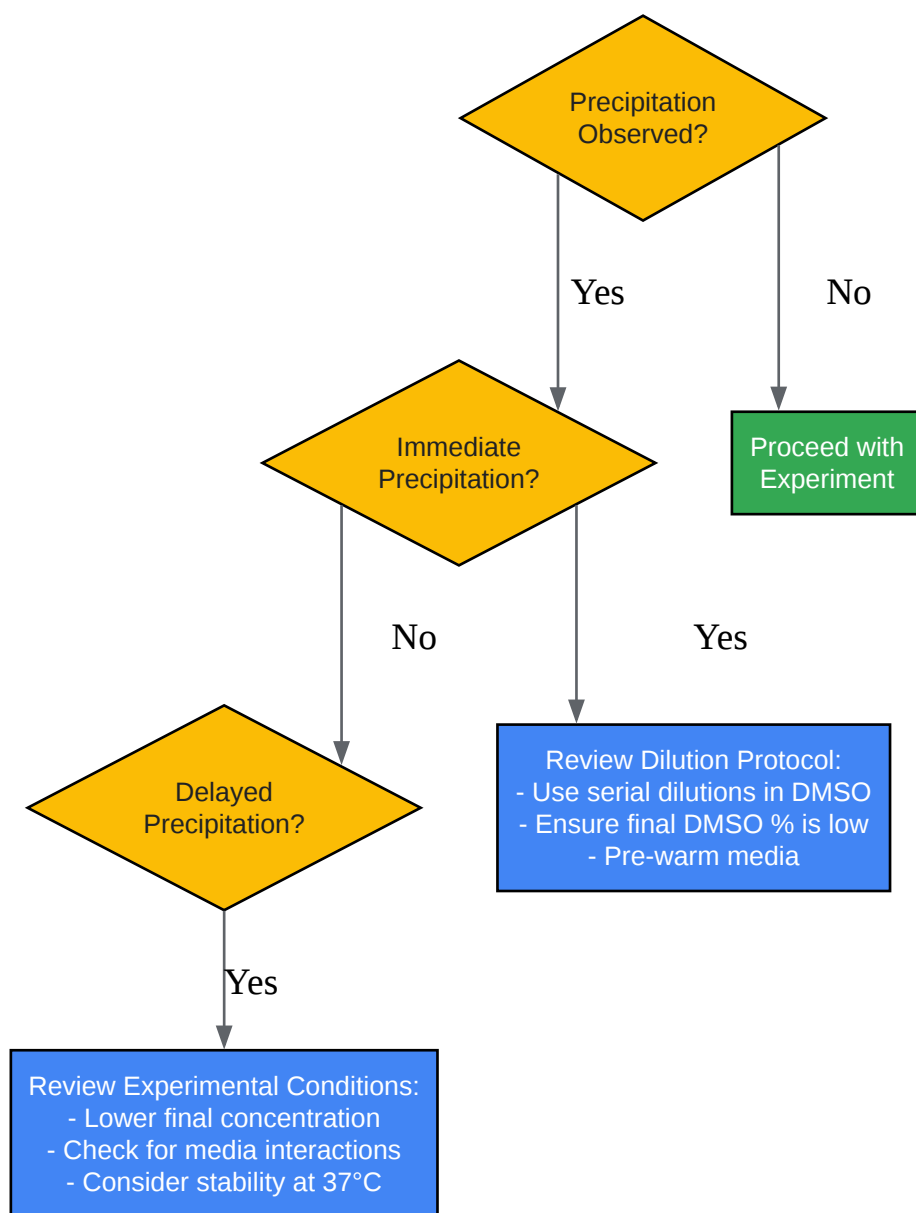 Precipitation
Observed?
Yes
No
Immediate
Precipitation?
Proceed with
Experiment
No
Yes
Delayed
Precipitation?
Review Dilution Protocol:
- Use serial dilutions in DMSO
- Ensure final DMSO % is low
- Pre-warm media
Yes
Review Experimental Conditions:
- Lower final concentration
- Check for media interactions
- Consider stability at 37°C